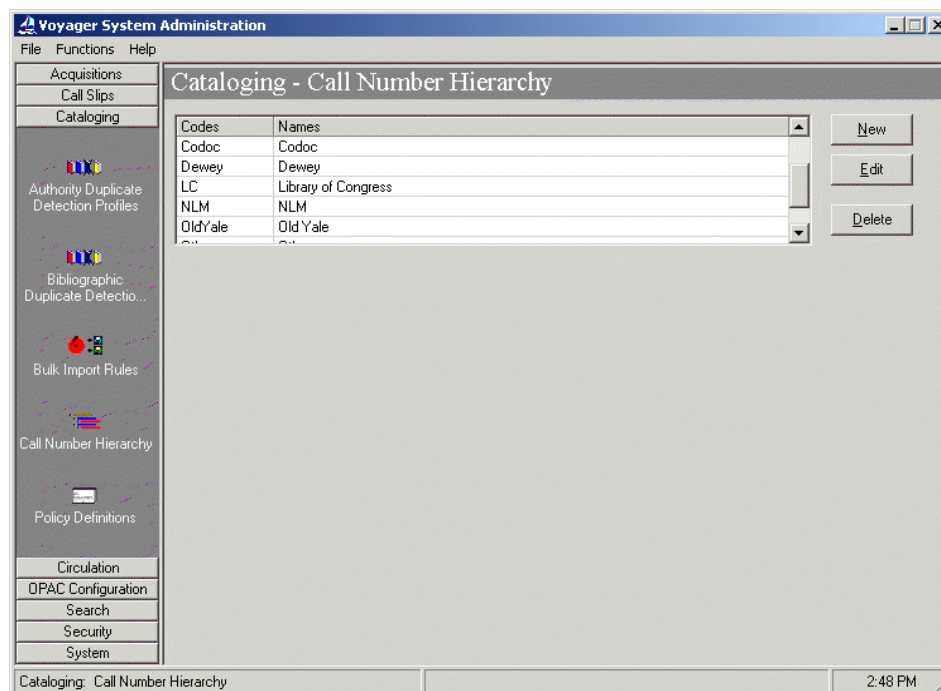 Voyager System Administration
File Functions Help
Acquisitions
Call Slips
Cataloging
Authority Duplicate
Detection Profiles
Bibliographic
Duplicate Detectio...
Bulk Import Rules
Call Number Hierarchy
Policy Definitions
Circulation
OPAC Configuration
Search
Security
System
Cataloging - Call Number Hierarchy
Codes Names
Codoc Codoc
Dewey Dewey
LC Library of Congress
NLM NLM
OldYale Old Yale
New
Edit
Delete
Cataloging: Call Number Hierarchy
2:48 PM